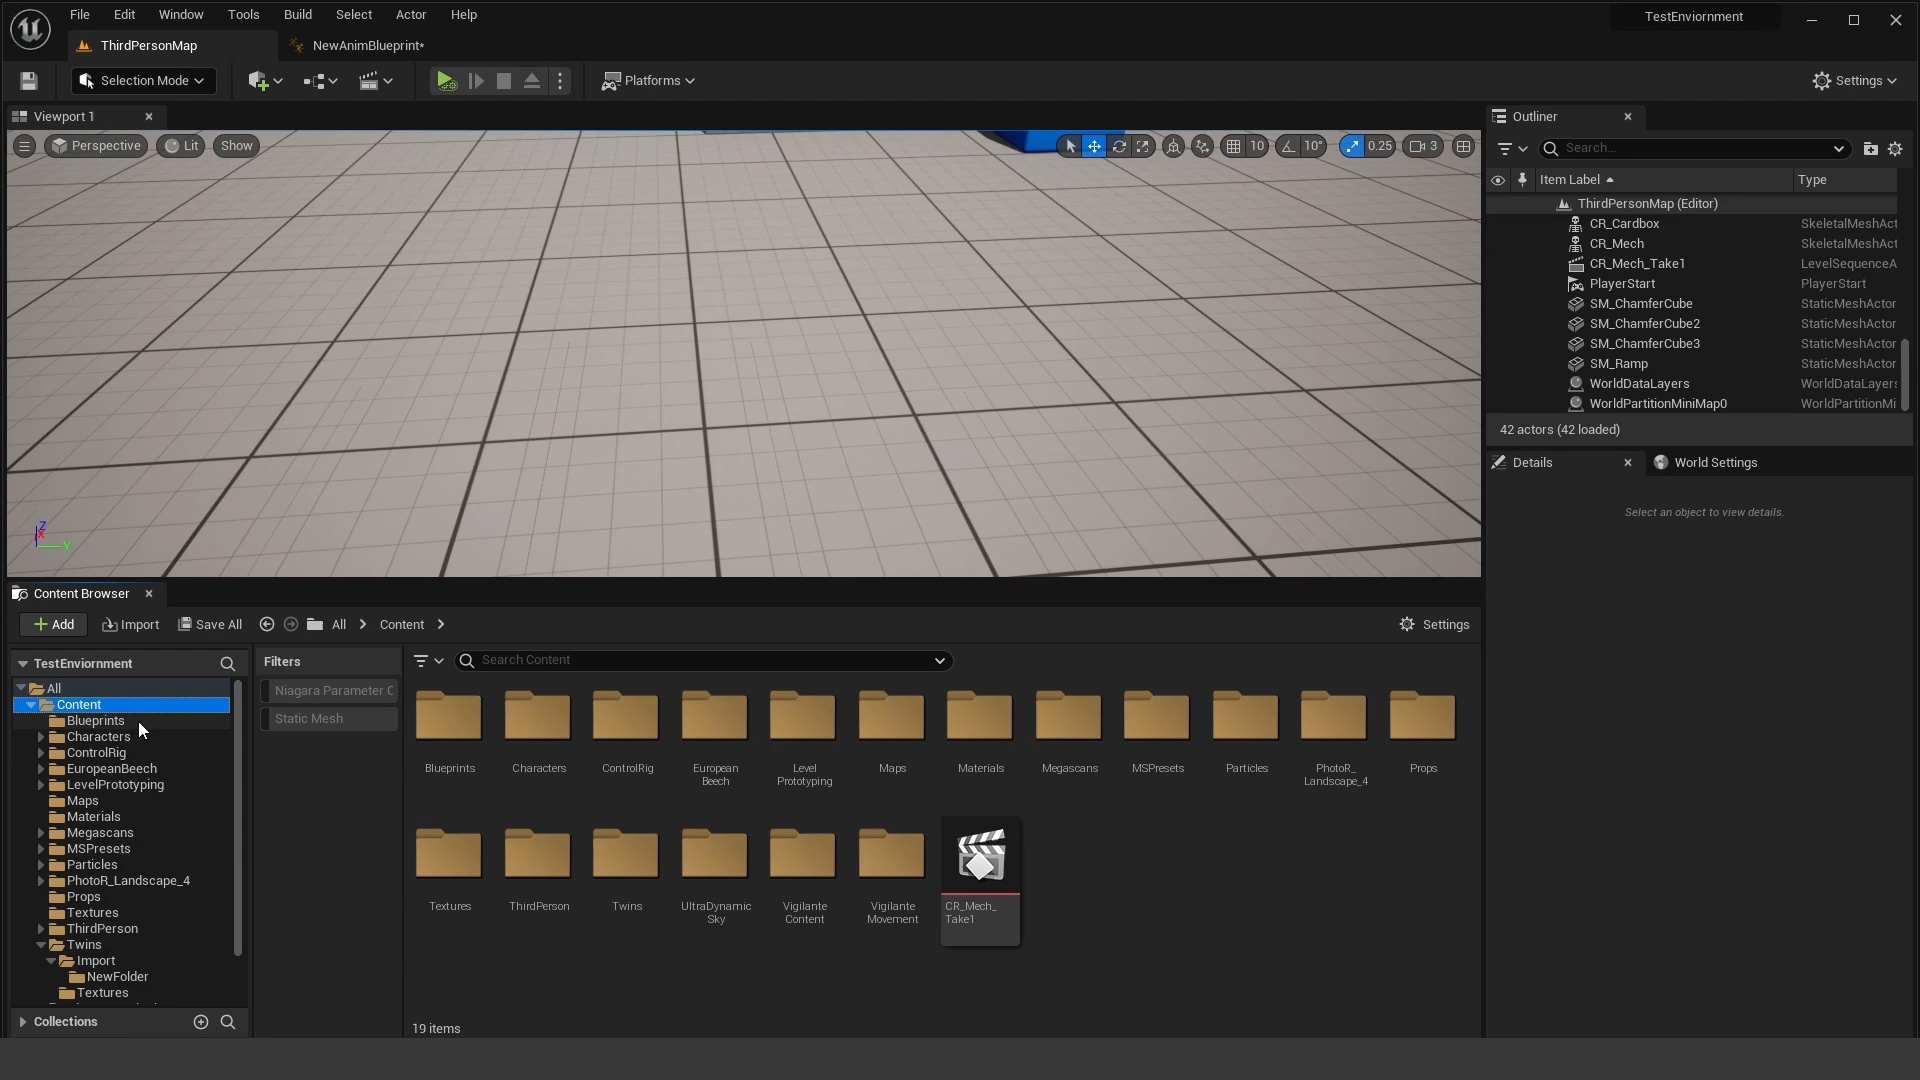 File Edit Window Tools Build Select Actor Help
TestEnviornment
ThirdPersonMap
NewAnimBlueprint*
Selection Mode
Platforms
Settings
Viewport 1
Perspective
Lit
Show
10
10°
0.25
3
Z
X
Y
Outliner
Search...
Item Label
Type
ThirdPersonMap (Editor)
CR_Cardbox SkeletalMeshAct
CR_Mech SkeletalMeshAct
CR_Mech_Take1 LevelSequenceA
PlayerStart PlayerStart
SM_ChamferCube StaticMeshActor
SM_ChamferCube2 StaticMeshActor
SM_ChamferCube3 StaticMeshActor
SM_Ramp StaticMeshActor
WorldDataLayers WorldDataLayers
WorldPartitionMiniMap0 WorldPartitionMi
42 actors (42 loaded)
Details
World Settings
Select an object to view details.
Content Browser
Add
Import
Save All
All
Content
Settings
TestEnviornment
All
Content
Blueprints
Characters
ControlRig
EuropeanBeech
LevelPrototyping
Maps
Materials
Megascans
MSPresets
Particles
PhotoR_Landscape_4
Props
Textures
ThirdPerson
Twins
Import
NewFolder
Textures
Collections
Filters
Niagara Parameter C
Static Mesh
Search Content
Blueprints
Characters
ControlRig
European
Beech
Level
Prototyping
Maps
Materials
Megascans
MSPresets
Particles
PhotoR_
Landscape_4
Props
Textures
ThirdPerson
Twins
UltraDynamic
Sky
Vigilante
Content
Vigilante
Movement
CR_Mech_
Take1
19 items